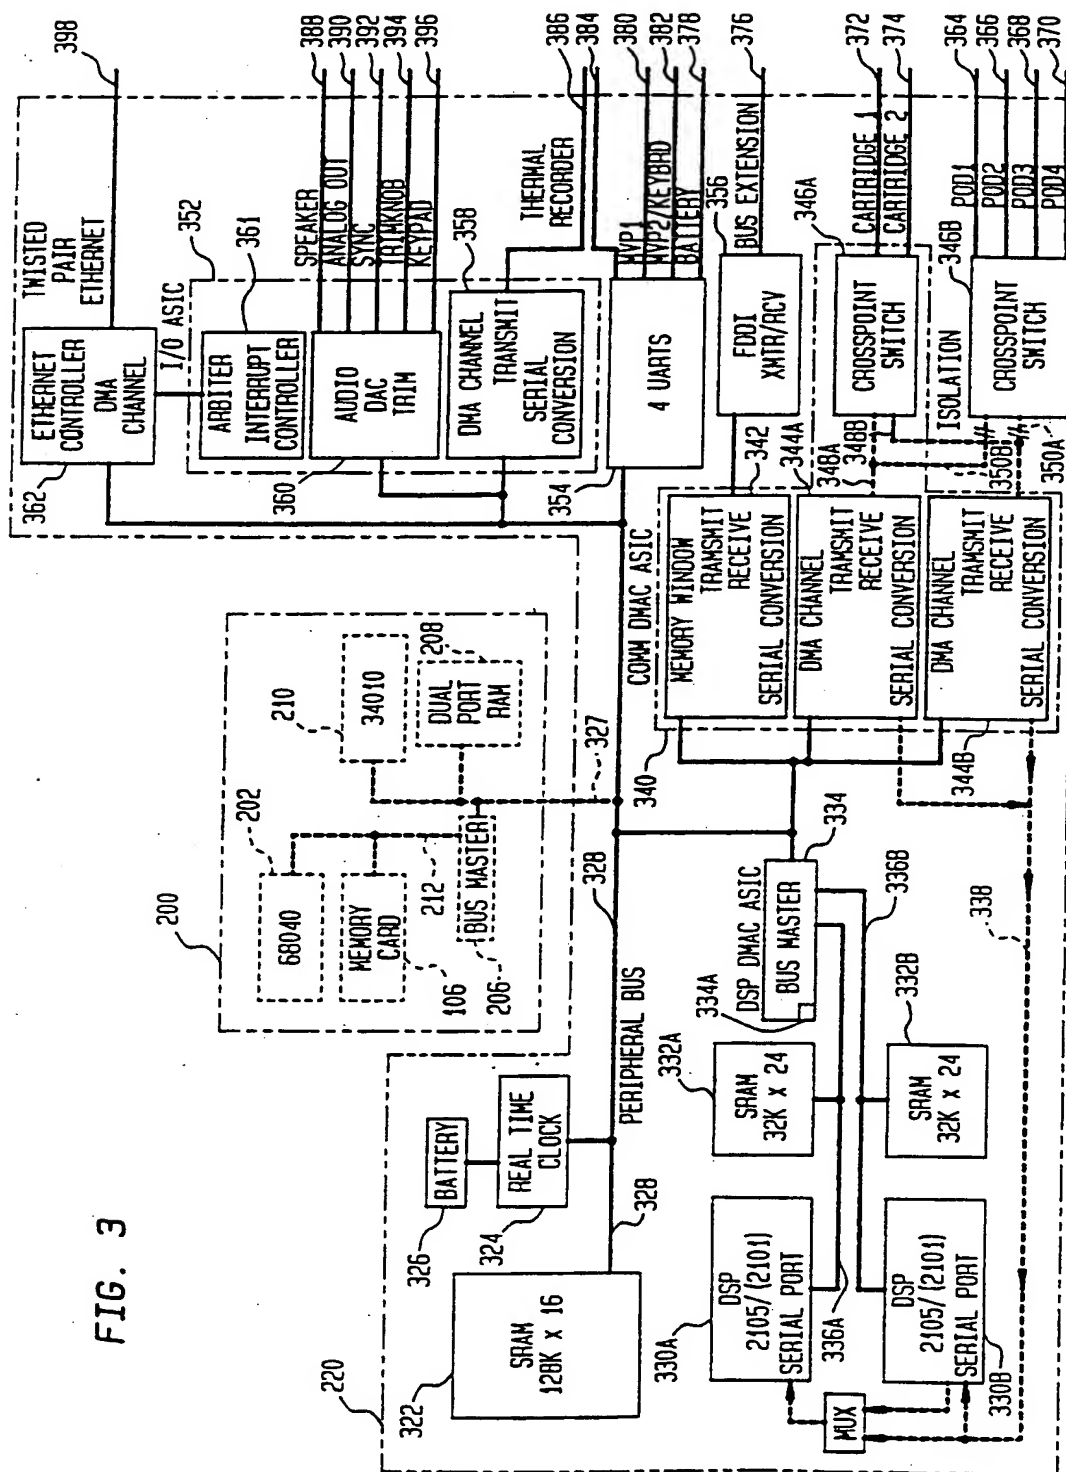 FIG. 3
220
322
SRAM
128K x 16
326
BATTERY
324
REAL TIME
CLOCK
328
PERIPHERAL BUS
328
200
202
68040
MEMORY
CARD
106
212
BUS MASTER
206
210
34010
208
DUAL
PORT
RAM
327
362
ETHERNET
CONTROLLER
DMA
CHANNEL
TWISTED
PAIR
ETHERNET
398
I/O ASIC
352
ARBITER
INTERRUPT
CONTROLLER
361
360
AUDIO
DAC
TRIM
SPEAKER
388
ANALOG OUT
390
SYNC
392
TRIMKNOB
394
KEYPAD
396
DMA CHANNEL
TRANSMIT
SERIAL
CONVERSION
358
THERMAL
RECORDER
386
384
354
4 UARTS
MVP1
380
MVP2/KEYBRD
382
BATTERY
378
COMM DMAC ASIC
340
MEMORY WINDOW
TRAMSMIT
RECEIVE
SERIAL CONVERSION
342
FDDI
XMTR/RCV
356
BUS EXTENSION
376
DMA CHANNEL
TRAMSMIT
RECEIVE
SERIAL CONVERSION
344A
348A
348B
CROSSPOINT
SWITCH
346A
CARTRIDGE 1
372
CARTRIDGE 2
374
DMA CHANNEL
TRAMSMIT
RECEIVE
SERIAL CONVERSION
344B
ISOLATION
350B
350A
CROSSPOINT
SWITCH
346B
POD1
364
POD2
366
POD3
368
POD4
370
330A
DSP
2105/(2101)
SERIAL PORT
332A
SRAM
32K x 24
334A
DSP DMAC ASIC
BUS MASTER
334
336A
336B
MUX
DSP
2105/(2101)
SERIAL PORT
330B
SRAM
32K x 24
332B
338